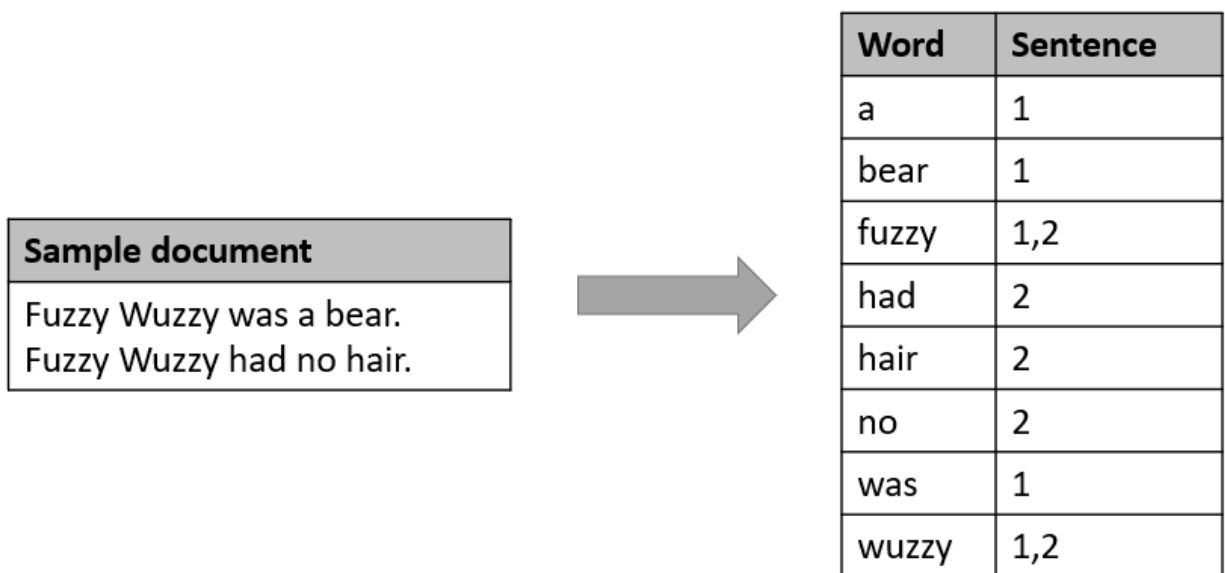 Sample document
Fuzzy Wuzzy was a bear.
Fuzzy Wuzzy had no hair.
Word Sentence
a 1
bear 1
fuzzy 1,2
had 2
hair 2
no 2
was 1
wuzzy 1,2